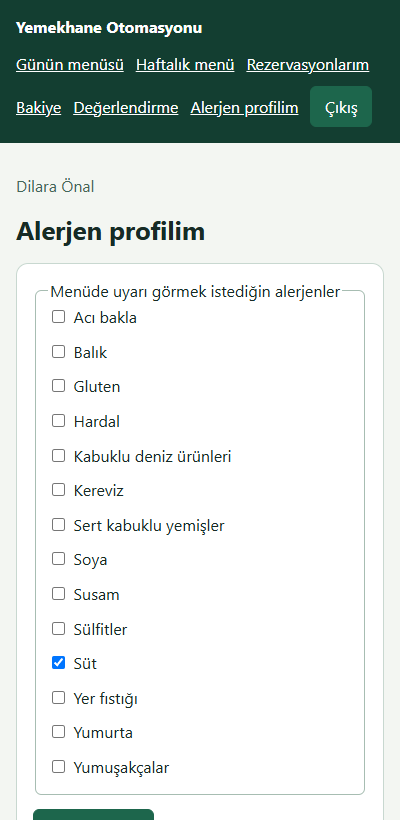 Yemekhane Otomasyonu
Günün menüsü Haftalık menü Rezervasyonlarım
Bakiye Değerlendirme Alerjen profilim Çıkış
Dilara Önal
Alerjen profilim
Menüde uyarı görmek istediğin alerjenler
Acı bakla
Balık
Gluten
Hardal
Kabuklu deniz ürünleri
Kereviz
Sert kabuklu yemişler
Soya
Susam
Sülfitler
Süt
Yer fıstığı
Yumurta
Yumuşakçalar